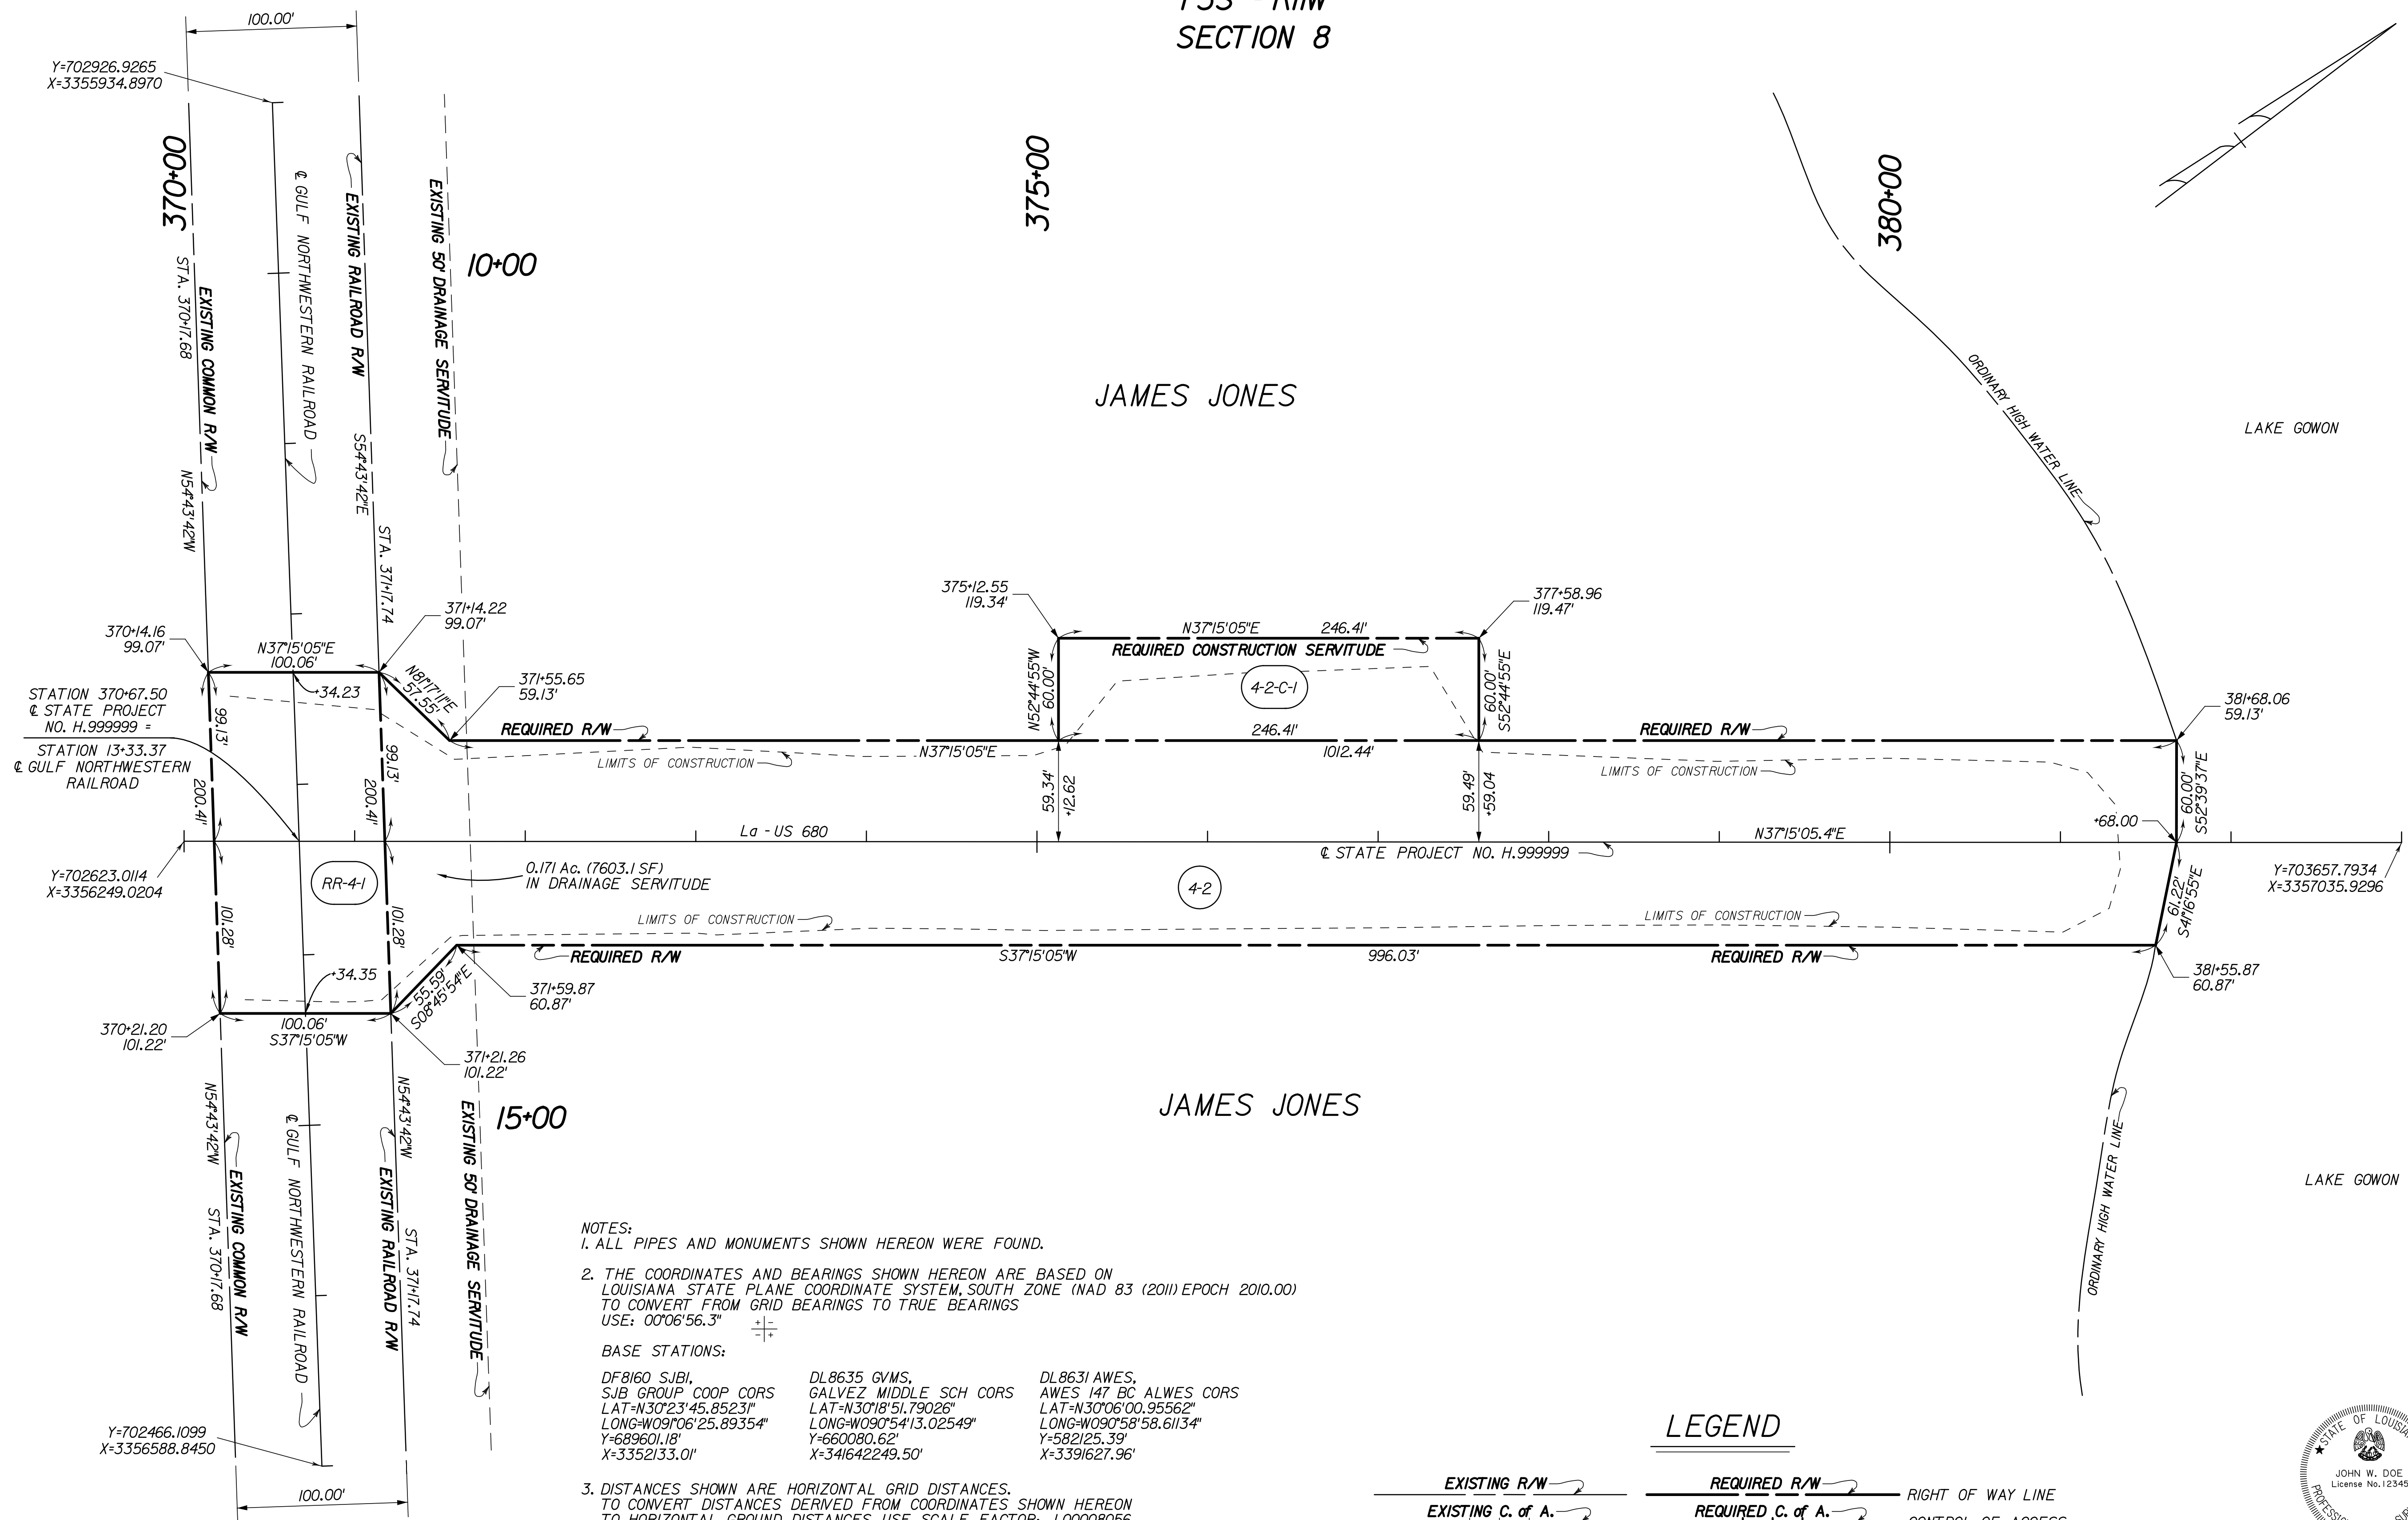 T5S - R11W
SECTION 8
100.00'
Y=702926.9265
X=3355934.8970
370+00
375+00
380+00
10+00
15+00
℄ GULF NORTHWESTERN RAILROAD
EXISTING RAILROAD R/W
EXISTING 50' DRAINAGE SERVITUDE
STA. 370+17.68
EXISTING COMMON R/W
N54°43'42"W
S54°43'42"E
STA. 371+17.74
JAMES JONES
ORDINARY HIGH WATER LINE
LAKE GOWON
370+14.16
99.07'
N37°15'05"E
100.06'
371+14.22
99.07'
+34.23
N81°17'11"E
57.55'
371+55.65
59.13'
STATION 370+67.50
℄ STATE PROJECT
NO. H.999999 =
STATION 13+33.37
℄ GULF NORTHWESTERN
RAILROAD
99.13'
200.41'
99.13'
200.41'
REQUIRED R/W
LIMITS OF CONSTRUCTION
N37°15'05"E
375+12.55
119.34'
377+58.96
119.47'
N37°15'05"E 246.41'
REQUIRED CONSTRUCTION SERVITUDE
N52°44'55"W
60.00'
4-2-C-1
60.00'
S52°44'55"E
246.41'
1012.44'
59.34'
+12.62
59.49'
+59.04
REQUIRED R/W
LIMITS OF CONSTRUCTION
381+68.06
59.13'
60.00'
S52°39'37"E
+68.00
La - US 680
N37°15'05.4"E
℄ STATE PROJECT NO. H.999999
Y=702623.0114
X=3356249.0204
RR-4-1
0.171 Ac. (7603.1 SF)
IN DRAINAGE SERVITUDE
4-2
Y=703657.7934
X=3357035.9296
101.28'
101.28'
LIMITS OF CONSTRUCTION
LIMITS OF CONSTRUCTION
61.22'
S41°16'55"E
REQUIRED R/W
S37°15'05"W
996.03'
REQUIRED R/W
381+55.87
60.87'
+34.35
55.59'
S08°45'54"E
371+59.87
60.87'
370+21.20
101.22'
100.06'
S37°15'05"W
371+21.26
101.22'
JAMES JONES
LAKE GOWON
ORDINARY HIGH WATER LINE
N54°43'42"W
STA. 370+17.68
EXISTING COMMON R/W
℄ GULF NORTHWESTERN RAILROAD
N54°43'42"W
EXISTING RAILROAD R/W
STA. 371+17.74
EXISTING 50' DRAINAGE SERVITUDE
Y=702466.1099
X=3356588.8450
100.00'
NOTES:
1. ALL PIPES AND MONUMENTS SHOWN HEREON WERE FOUND.
2. THE COORDINATES AND BEARINGS SHOWN HEREON ARE BASED ON
LOUISIANA STATE PLANE COORDINATE SYSTEM, SOUTH ZONE (NAD 83 (2011) EPOCH 2010.00)
TO CONVERT FROM GRID BEARINGS TO TRUE BEARINGS
USE: 00°06'56.3"
+ -
- +
BASE STATIONS:
DF8160 SJB1,
SJB GROUP COOP CORS
LAT=N30°23'45.85231"
LONG=W091°06'25.89354"
Y=689601.18'
X=3352133.01'
DL8635 GVMS,
GALVEZ MIDDLE SCH CORS
LAT=N30°18'51.79026"
LONG=W090°54'13.02549"
Y=660080.62'
X=341642249.50'
DL8631 AWES,
AWES 147 BC ALWES CORS
LAT=N30°06'00.95562"
LONG=W090°58'58.61134"
Y=582125.39'
X=3391627.96'
3. DISTANCES SHOWN ARE HORIZONTAL GRID DISTANCES.
TO CONVERT DISTANCES DERIVED FROM COORDINATES SHOWN HEREON
TO HORIZONTAL GROUND DISTANCES USE SCALE FACTOR: 1.00008056
LEGEND
EXISTING R/W REQUIRED R/W RIGHT OF WAY LINE
EXISTING C. of A. REQUIRED C. of A. CONTROL OF ACCESS
STATE OF LOUISIANA
JOHN W. DOE
License No. 12345